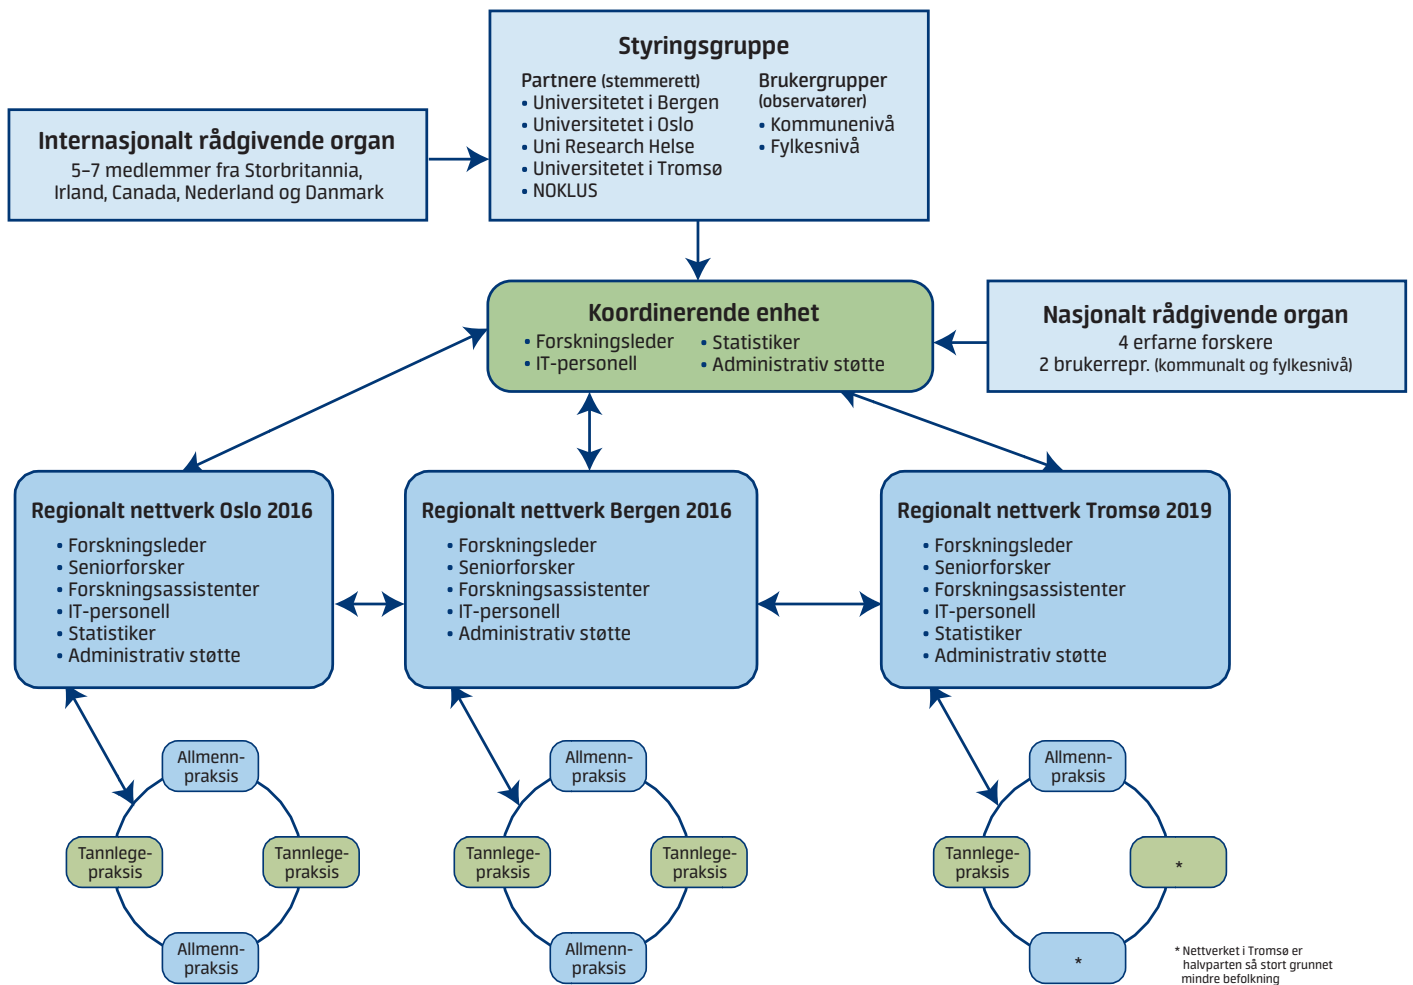 Styringsgruppe
Partnere (stemmerett)
• Universitetet i Bergen
• Universitetet i Oslo
• Uni Research Helse
• Universitetet i Tromsø
• NOKLUS
Brukergrupper
(observatører)
• Kommunenivå
• Fylkesnivå
Internasjonalt rådgivende organ
5–7 medlemmer fra Storbritannia,
Irland, Canada, Nederland og Danmark
Koordinerende enhet
• Forskningsleder
• IT-personell
• Statistiker
• Administrativ støtte
Nasjonalt rådgivende organ
4 erfarne forskere
2 brukerrepr. (kommunalt og fylkesnivå)
Regionalt nettverk Oslo 2016
• Forskningsleder
• Seniorforsker
• Forskningsassistenter
• IT-personell
• Statistiker
• Administrativ støtte
Regionalt nettverk Bergen 2016
• Forskningsleder
• Seniorforsker
• Forskningsassistenter
• IT-personell
• Administrativ støtte
Regionalt nettverk Tromsø 2019
• Forskningsleder
• Seniorforsker
• Forskningsassistenter
• IT-personell
• Statistiker
• Administrativ støtte
Allmenn-
praksis
Tannlege-
praksis
Tannlege-
praksis
Allmenn-
praksis
Allmenn-
praksis
Tannlege-
praksis
Tannlege-
praksis
Allmenn-
praksis
Allmenn-
praksis
Tannlege-
praksis
*
*
* Nettverket i Tromsø er
halvparten så stort grunnet
mindre befolkning